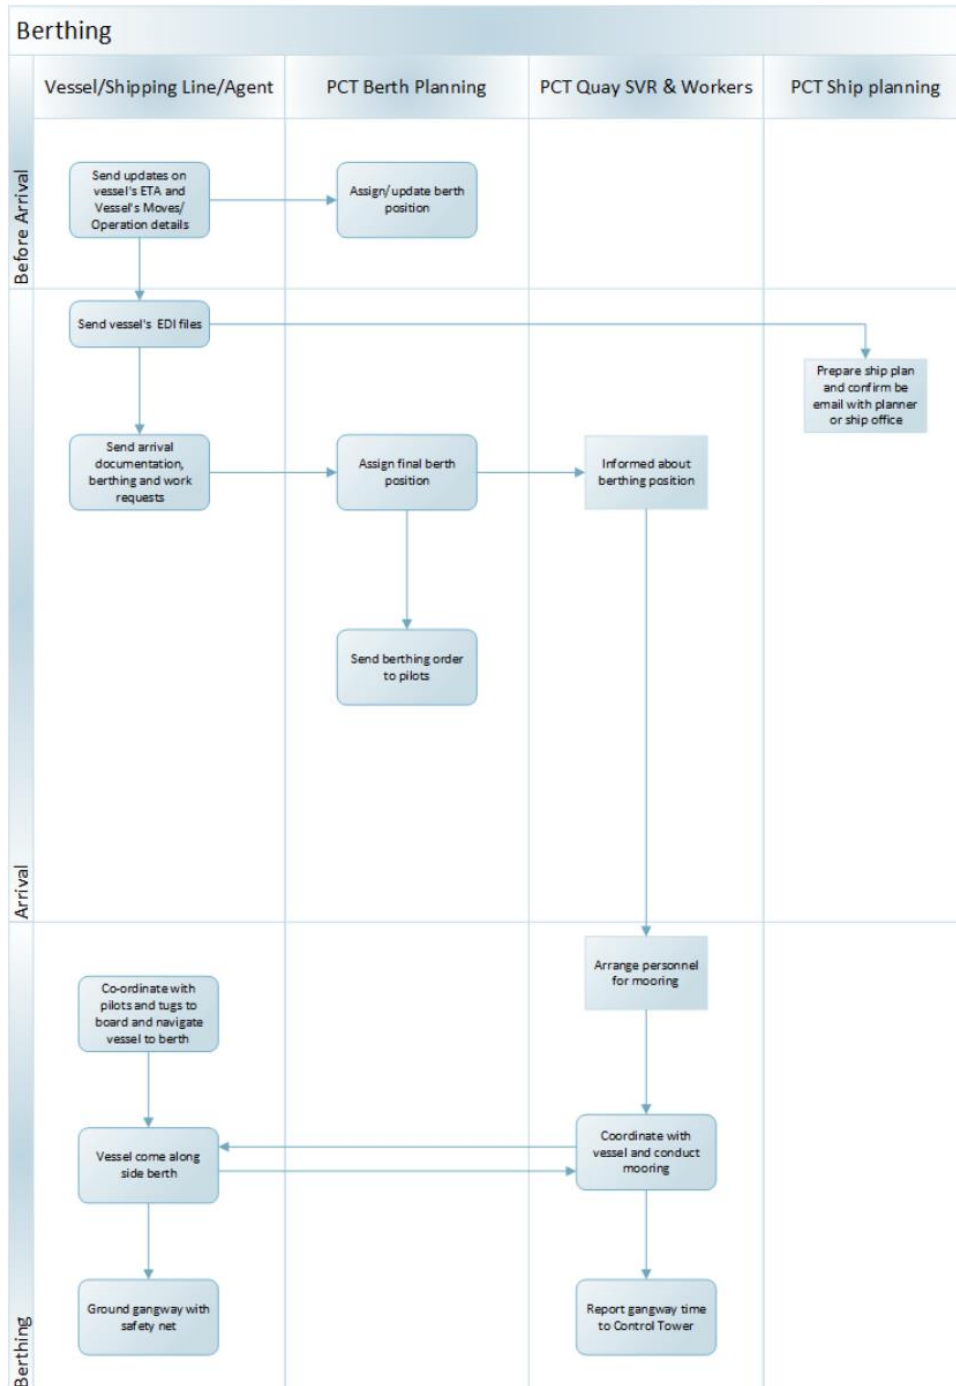 Berthing
Vessel/Shipping Line/Agent
PCT Berth Planning
PCT Quay SVR & Workers
PCT Ship planning
Before Arrival
Send updates on
vessel's ETA and
Vessel's Moves/
Operation details
Assign/update berth
position
Arrival
Send vessel's EDI files
Prepare ship plan
and confirm be
email with planner
or ship office
Send arrival
documentation,
berthing and work
requests
Assign final berth
position
Informed about
berthing position
Send berthing order
to pilots
Berthing
Arrange personnel
for mooring
Co-ordinate with
pilots and tugs to
board and navigate
vessel to berth
Vessel come along
side berth
Coordinate with
vessel and conduct
mooring
Ground gangway with
safety net
Report gangway time
to Control Tower